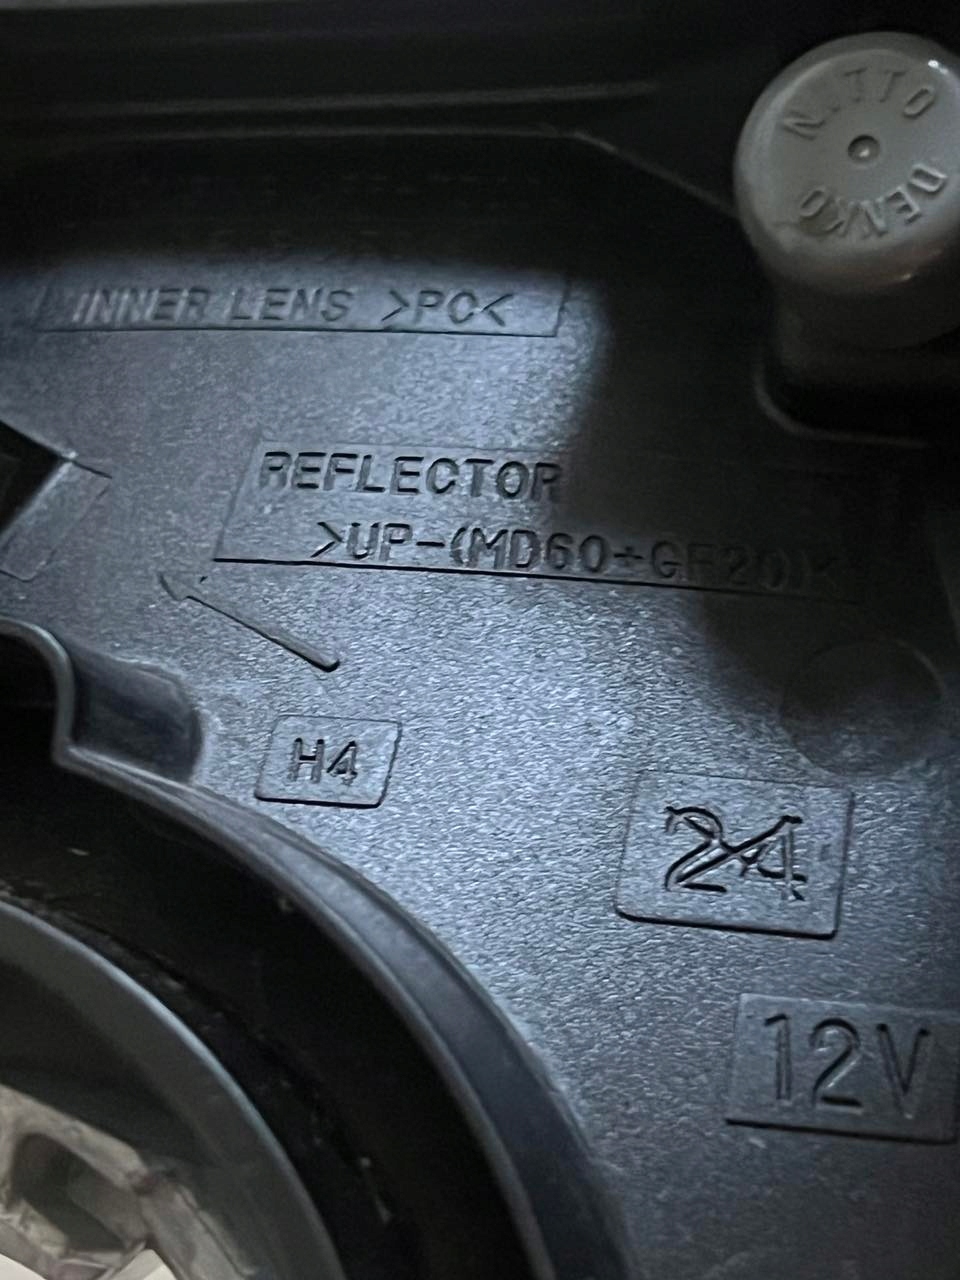 NITTO
DENKO
INNER LENS >PC<
REFLECTOR
>UP-(MD60+GF20)<
H4
24
12V